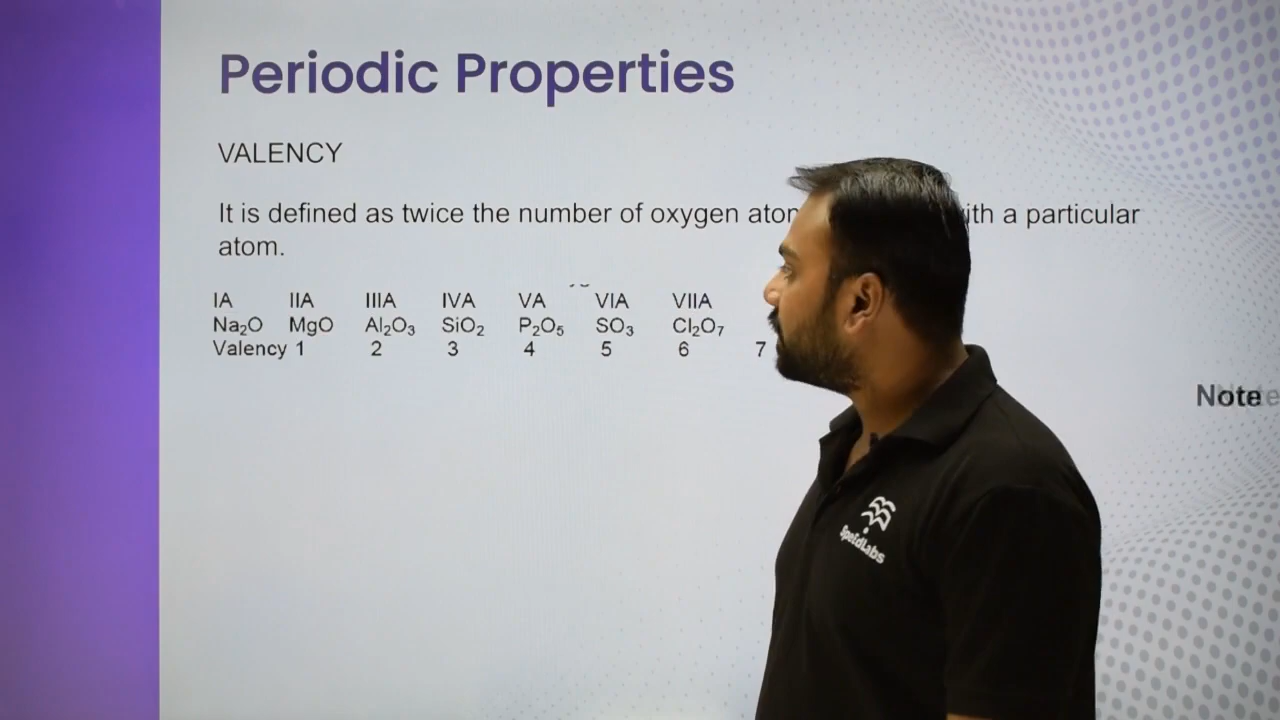 Periodic Properties
VALENCY
It is defined as twice the number of oxygen with a particular
atom.
IA IIA IIIA IVA VA VIA VIIA
Na₂O MgO Al₂O₃ SiO₂ P₂O₅ SO₃ Cl₂O₇
Valency 1 2 3 4 5 6 7
Note
SpeEdLabs